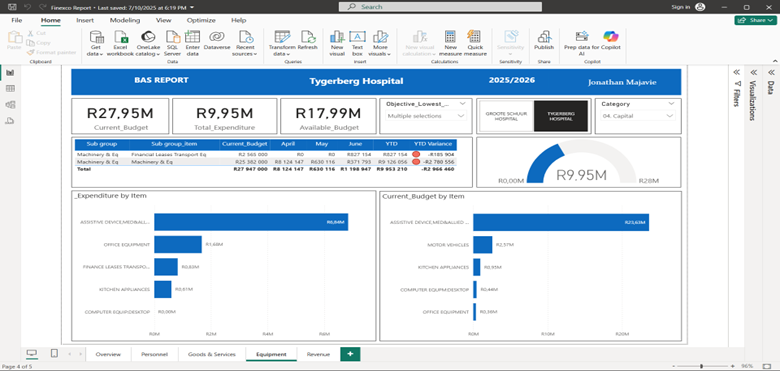 Finexco Report • Last saved: 7/10/2025 at 6:19 PM
Search
Sign in
File Home Insert Modeling View Optimize Help
Share
Paste
Cut
Copy
Format painter
Clipboard
Get data
Excel workbook
OneLake catalog
SQL Server
Enter data
Dataverse
Recent sources
Data
Transform data
Refresh
Queries
New visual
Text box
More visuals
Insert
New visual calculation
New measure
Quick measure
Calculations
Sensitivity
Sensitivity
Publish
Share
Prep data for AI
Copilot
Copilot
BAS REPORT Tygerberg Hospital 2025/2026 Jonathan Majavie
R27,95M
Current_Budget
R9,95M
Total_Expenditure
R17,99M
Available_Budget
Objective_Lowest_...
Multiple selections
GROOTE SCHUUR HOSPITAL
TYGERBERG HOSPITAL
Category
04. Capital
Filters
Visualizations
Data
Sub group Sub group_item Current_Budget April May June YTD YTD Variance
Machinery & Eq Financial Leases Transport Eq R2 565 000 R0 R0 R827 154 R827 154 -R185 904
Machinery & Eq Machinery & Eq R25 382 000 R8 124 147 R630 116 R371 793 R9 126 056 -R2 780 556
Total R27 947 000 R8 124 147 R630 116 R1 198 947 R9 953 210 -R2 966 460
R0,00M
R9.95M
R28M
_Expenditure by Item
ASSISTIVE DEVICE,MED&ALL... R6,84M
OFFICE EQUIPMENT R1,68M
FINANCE LEASES TRANSPO... R0,83M
KITCHEN APPLIANCES R0,61M
COMPUTER EQUIP:DESKTOP R0,00M
R0M R2M R4M R6M
Current_Budget by Item
ASSISTIVE DEVICE,MED&ALLIED ... R23,63M
MOTOR VEHICLES R2,57M
KITCHEN APPLIANCES R0,95M
COMPUTER EQUIPM:DESKTOP R0,44M
OFFICE EQUIPMENT R0,36M
R0M R10M R20M
Overview Personnel Goods & Services Equipment Revenue +
Page 4 of 5
96%